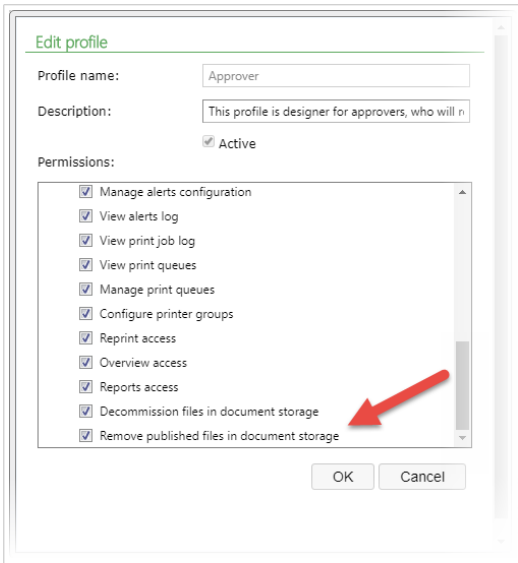 Edit profile
Profile name:
Approver
Description:
This profile is designer for approvers, who will r
Active
Permissions:
Manage alerts configuration
View alerts log
View print job log
View print queues
Manage print queues
Configure printer groups
Reprint access
Overview access
Reports access
Decommission files in document storage
Remove published files in document storage
OK
Cancel